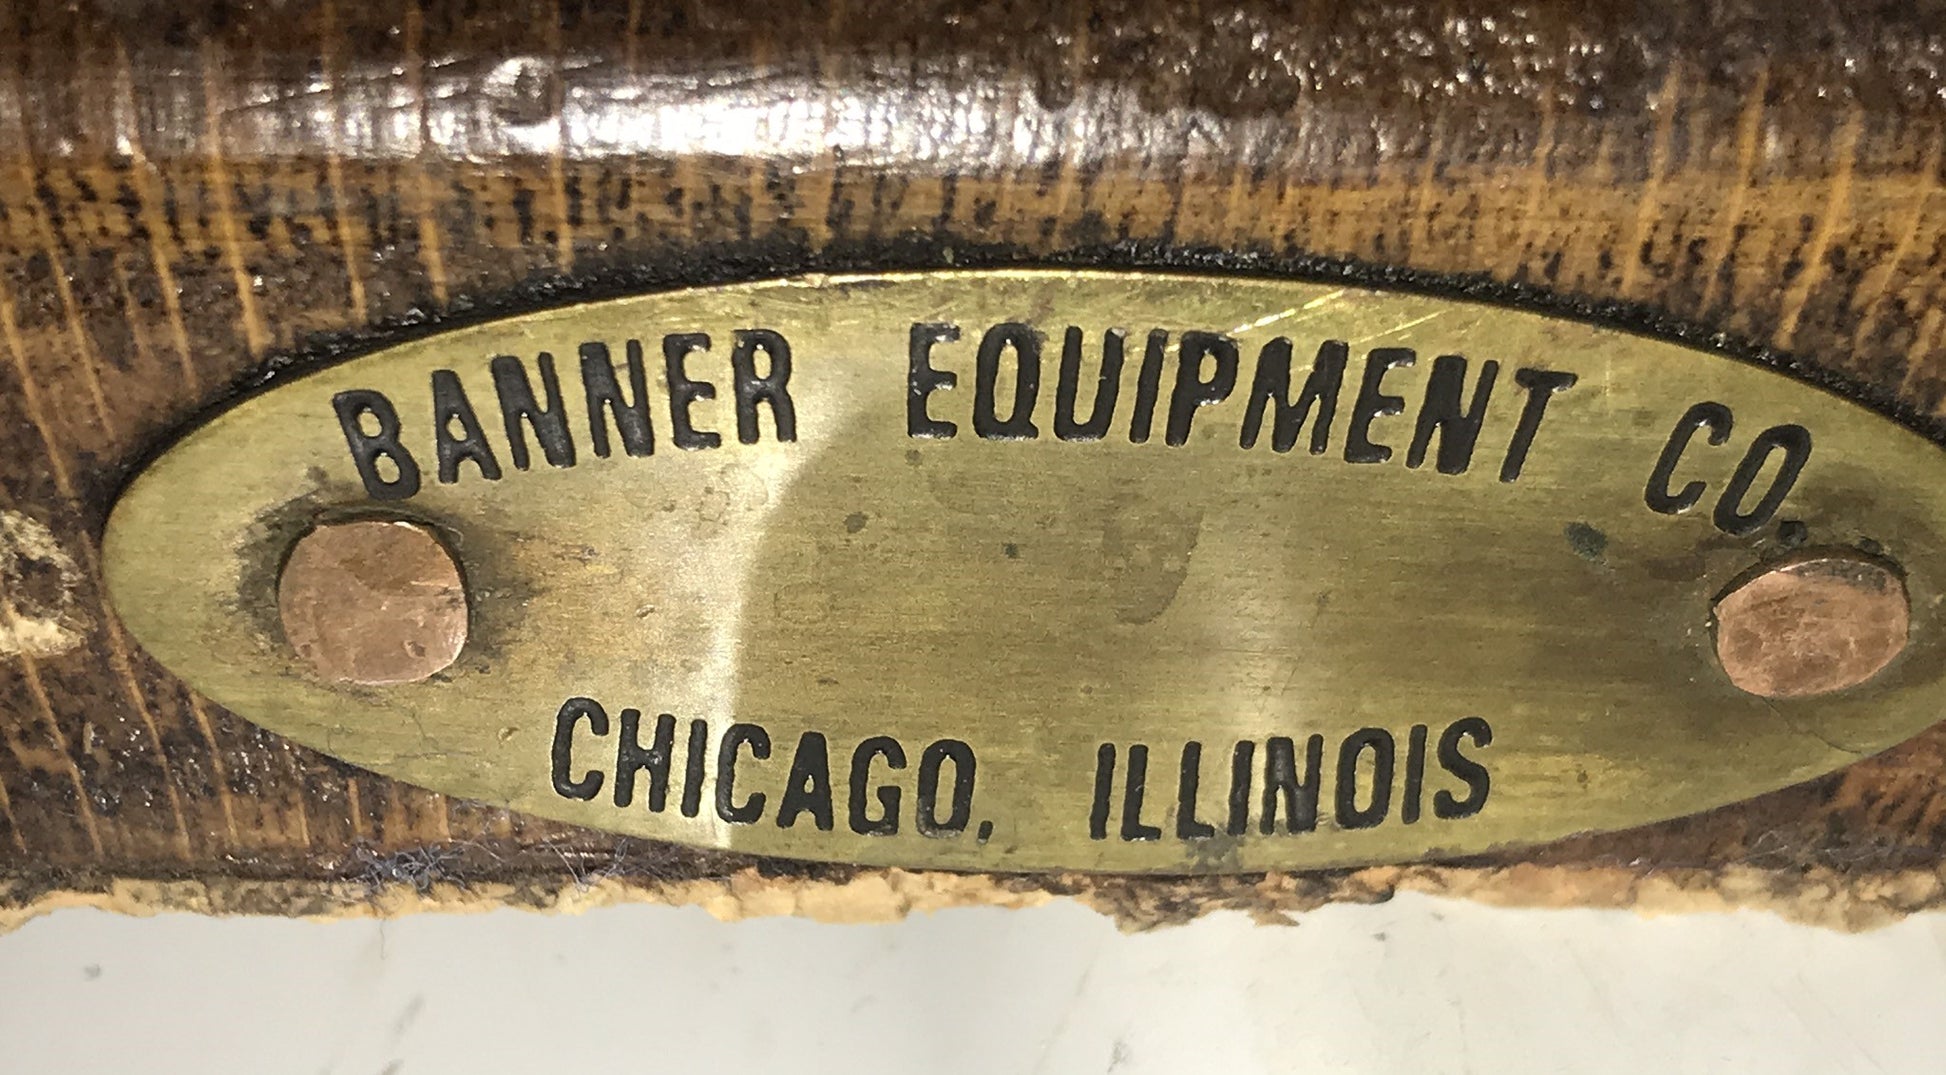 BANNER EQUIPMENT CO.
CHICAGO, ILLINOIS